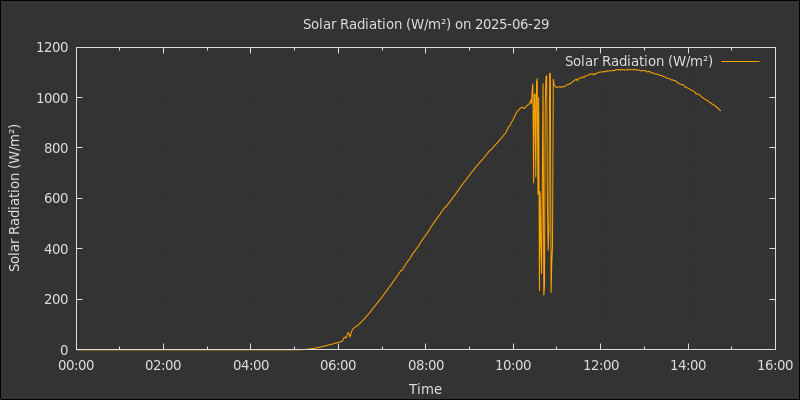 Solar Radiation (W/m²) on 2025-06-29
Solar Radiation (W/m²)
Solar Radiation (W/m²)
1200
1000
800
600
400
200
0
00:00 02:00 04:00 06:00 08:00 10:00 12:00 14:00 16:00
Time